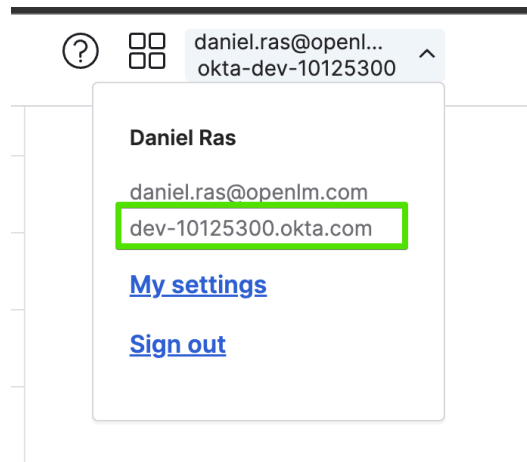 daniel.ras@openl...
okta-dev-10125300
Daniel Ras
daniel.ras@openlm.com
dev-10125300.okta.com
My settings
Sign out